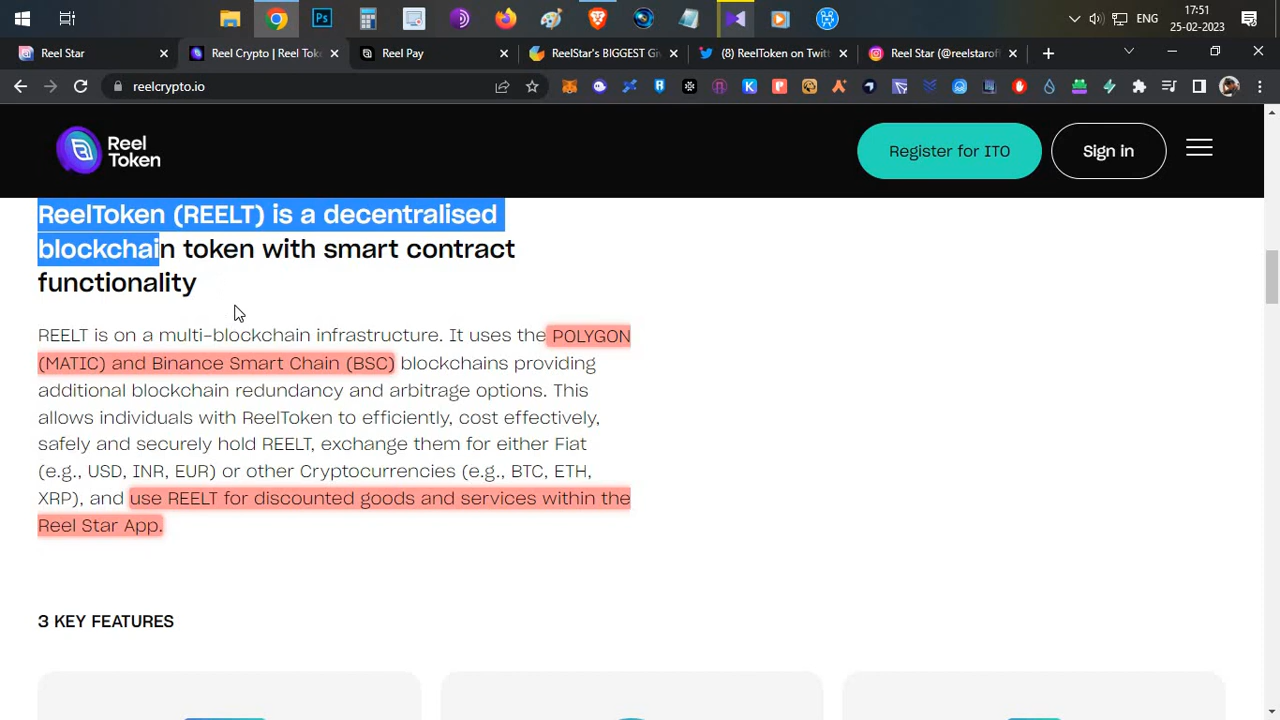 17:51
ENG
25-02-2023
Reel Star
Reel Crypto | Reel Tok
Reel Pay
ReelStar's BIGGEST Gi
(8) ReelToken on Twitt
Reel Star (@reelstarof
reelcrypto.io
Reel
Token
Register for ITO
Sign in
ReelToken (REELT) is a decentralised
blockchain token with smart contract
functionality
REELT is on a multi-blockchain infrastructure. It uses the POLYGON
(MATIC) and Binance Smart Chain (BSC) blockchains providing
additional blockchain redundancy and arbitrage options. This
allows individuals with ReelToken to efficiently, cost effectively,
safely and securely hold REELT, exchange them for either Fiat
(e.g., USD, INR, EUR) or other Cryptocurrencies (e.g., BTC, ETH,
XRP), and use REELT for discounted goods and services within the
Reel Star App.
3 KEY FEATURES